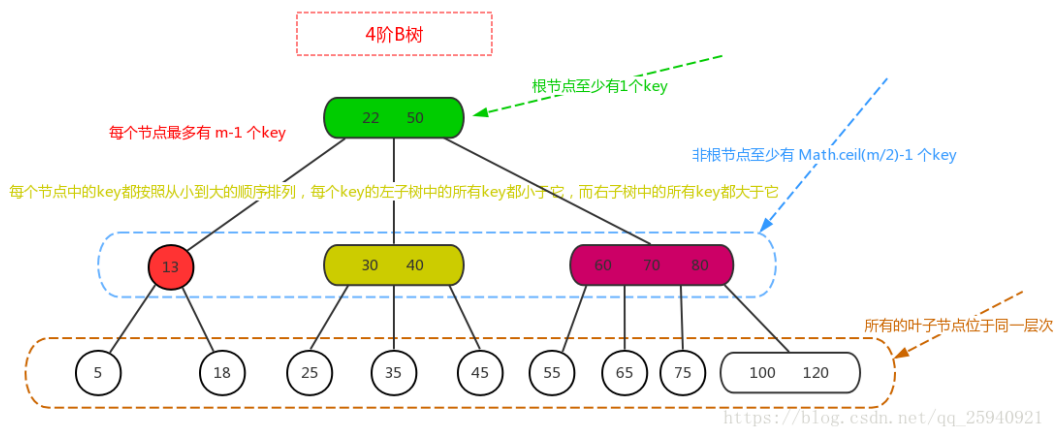 4阶B树
根节点至少有1个key
22 50
每个节点最多有 m-1 个key
非根节点至少有 Math.ceil(m/2)-1 个key
每个节点中的key都按照从小到大的顺序排列，每个key的左子树中的所有key都小于它，而右子树中的所有key都大于它
13 30 40 60 70 80
所有的叶子节点位于同一层次
5 18 25 35 45 55 65 75 100 120
https://blog.csdn.net/qq_25940921